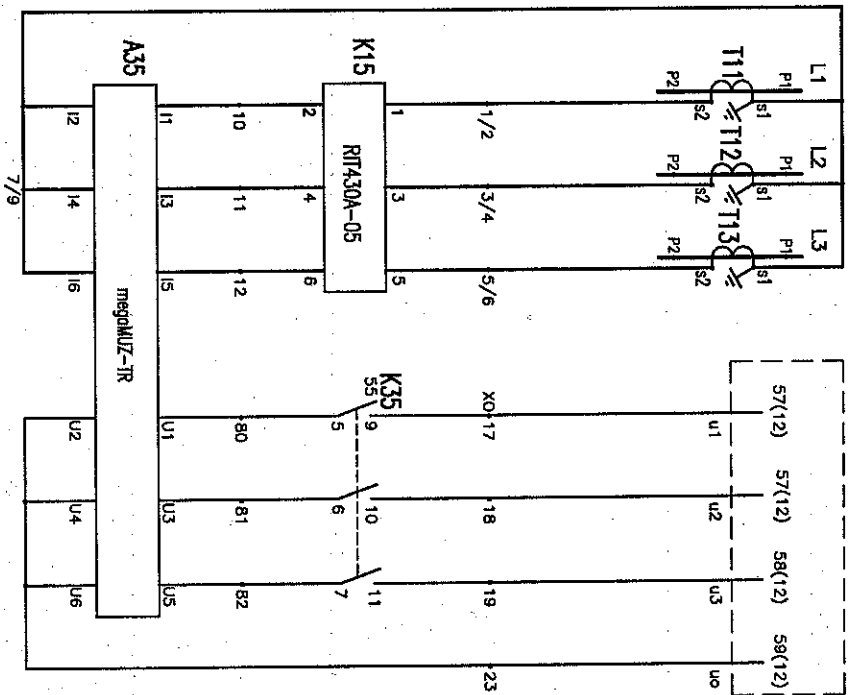 L1
L2
L3
P1
P1
P1
s1
s1
s1
T11
T12
T13
P2
P2
P2
s2
s2
s2
1/2
3/4
5/6
K15
1
3
5
RIT430A-05
2
4
6
10
11
12
A35
I1
I3
I5
megaMUZ-TR
I2
I4
I6
7/9
57(12)
57(12)
58(12)
59(12)
u1
u2
u3
uo
X0
17
18
19
23
K35
55
9
10
11
5
6
7
80
81
82
U1
U3
U5
U2
U4
U6